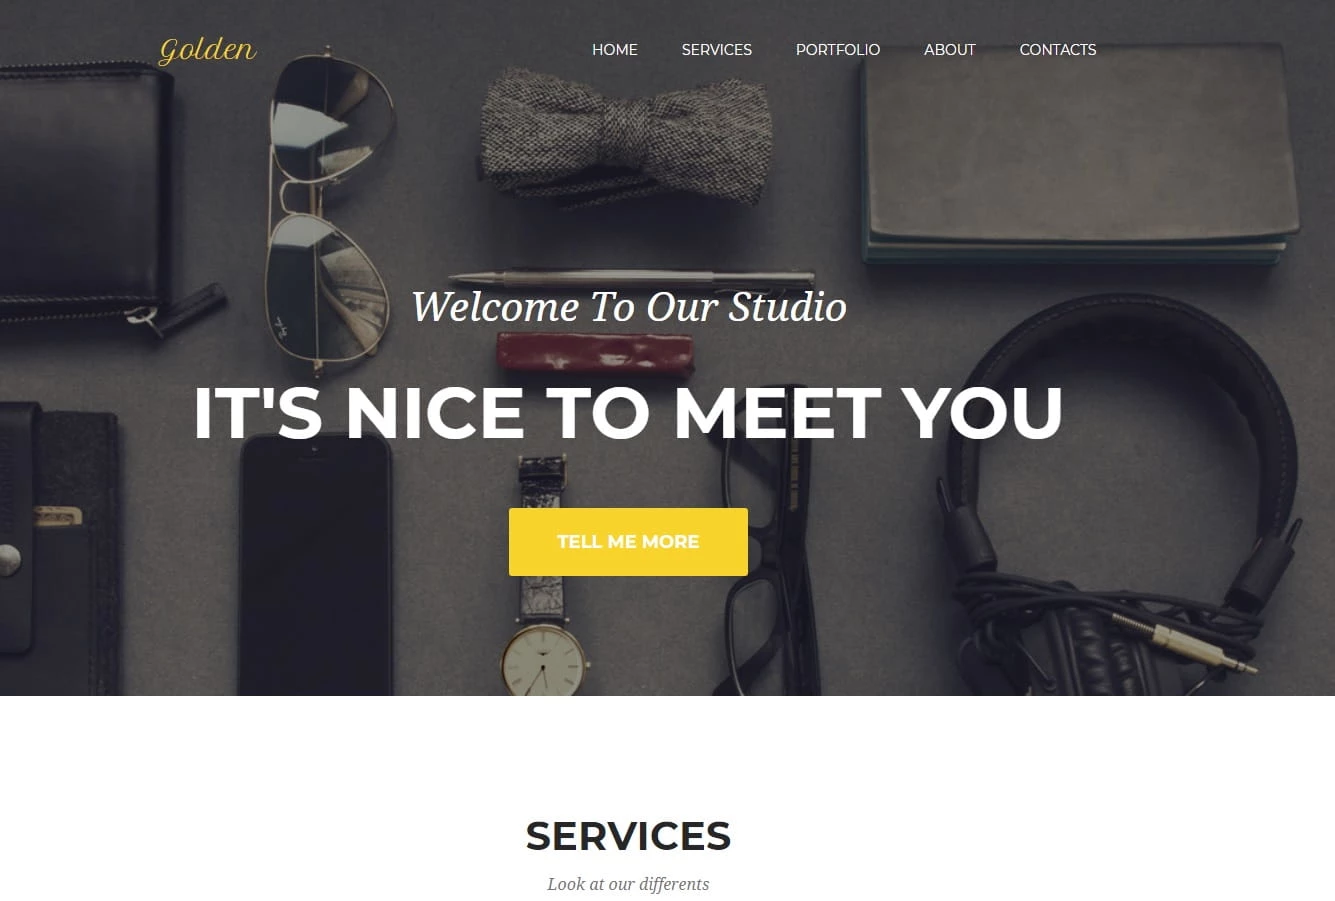 Golden
HOME SERVICES PORTFOLIO ABOUT CONTACTS
Welcome To Our Studio
IT'S NICE TO MEET YOU
TELL ME MORE
SERVICES
Look at our differents